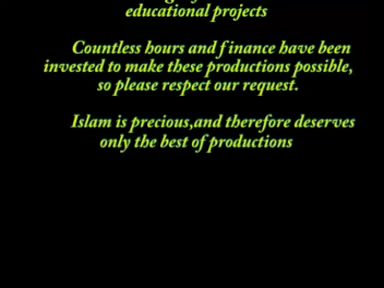 educational projects
Countless hours and finance have been
invested to make these productions possible,
so please respect our request.
Islam is precious,and therefore deserves
only the best of productions